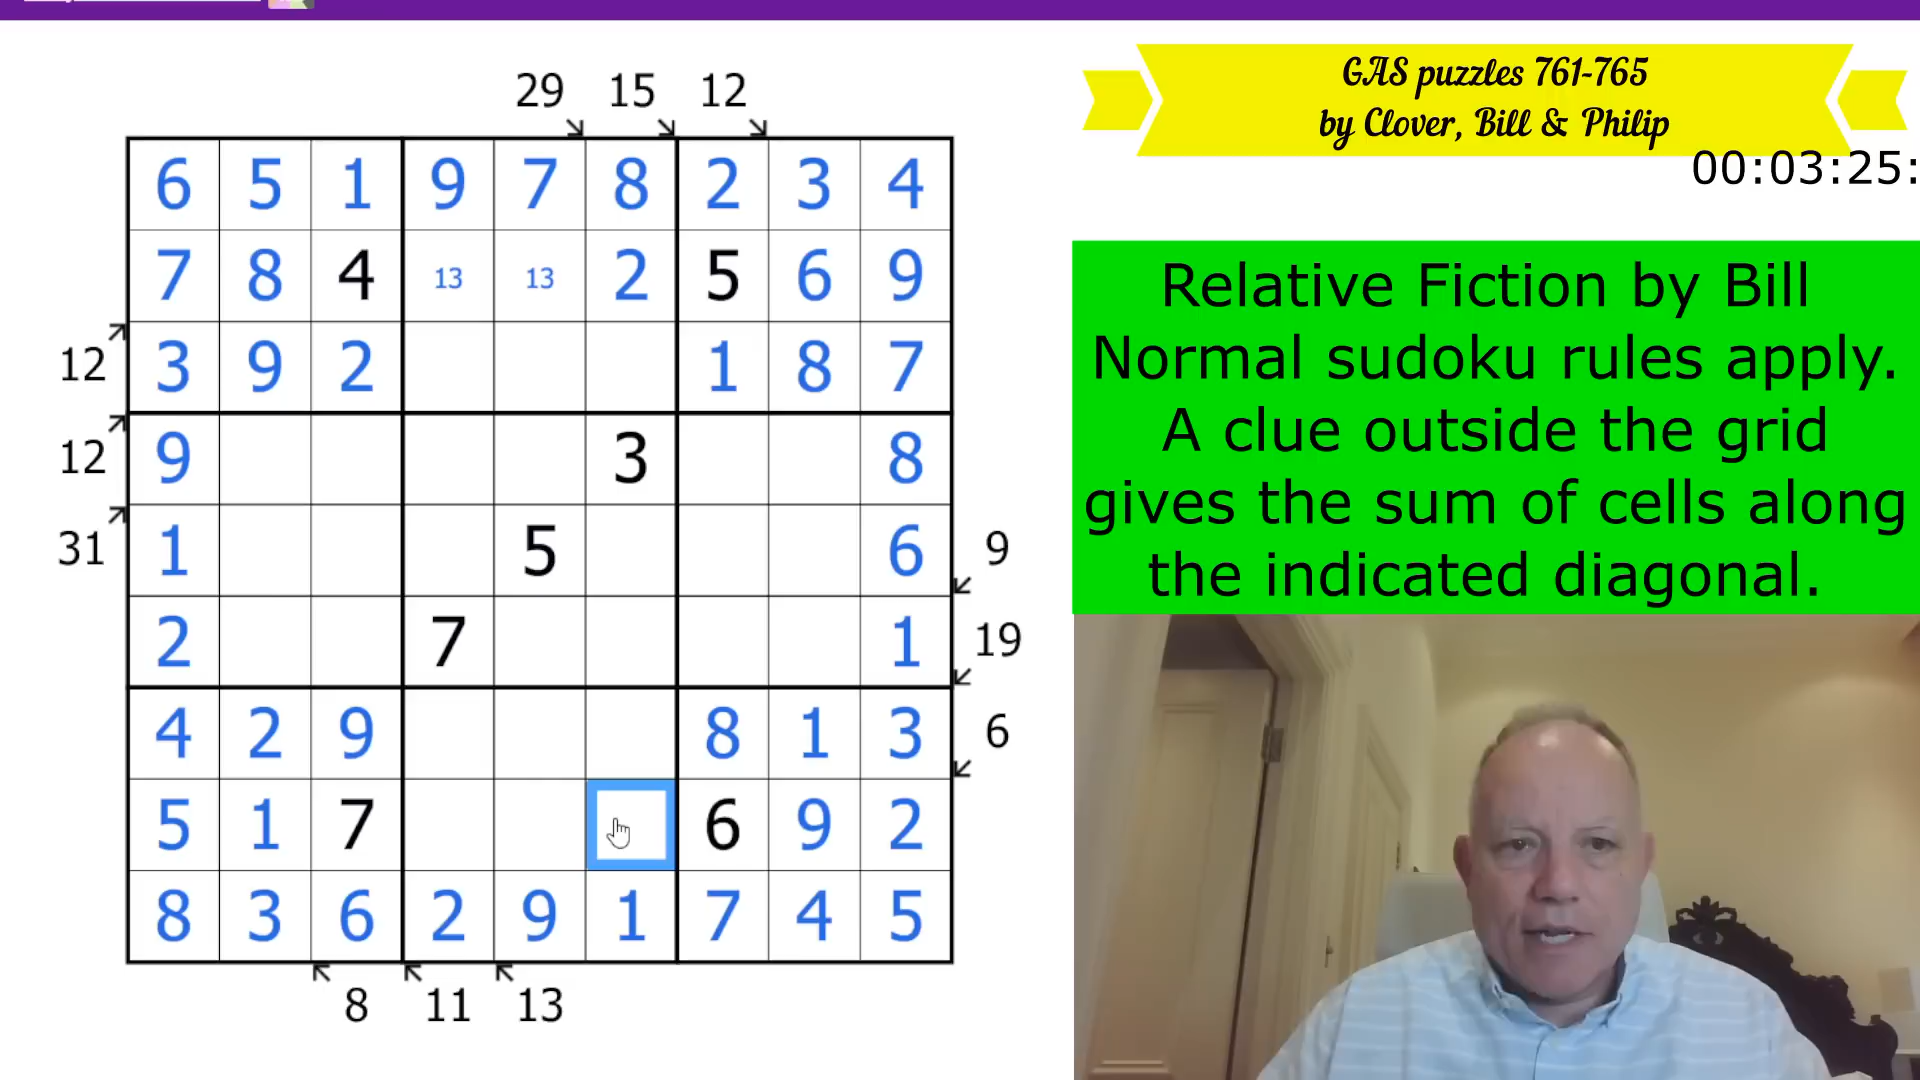 GAS puzzles 761-765
by Clover, Bill & Philip
00:03:25:
29 15 12
6 5 1 9 7 8 2 3 4
7 8 4 13 13 2 5 6 9
12 3 9 2 1 8 7
12 9 3 8
31 1 5 6 9
2 7 1 19
4 2 9 8 1 3 6
5 1 7 6 9 2
8 3 6 2 9 1 7 4 5
8 11 13
Relative Fiction by Bill
Normal sudoku rules apply.
A clue outside the grid
gives the sum of cells along
the indicated diagonal.